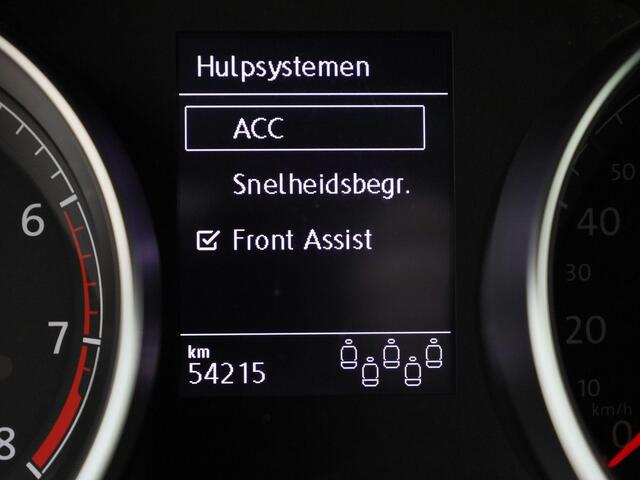 Hulpsystemen
ACC
Snelheidsbegr.
Front Assist
km
54215
6
7
8
50
40
30
20
10
km/h
0